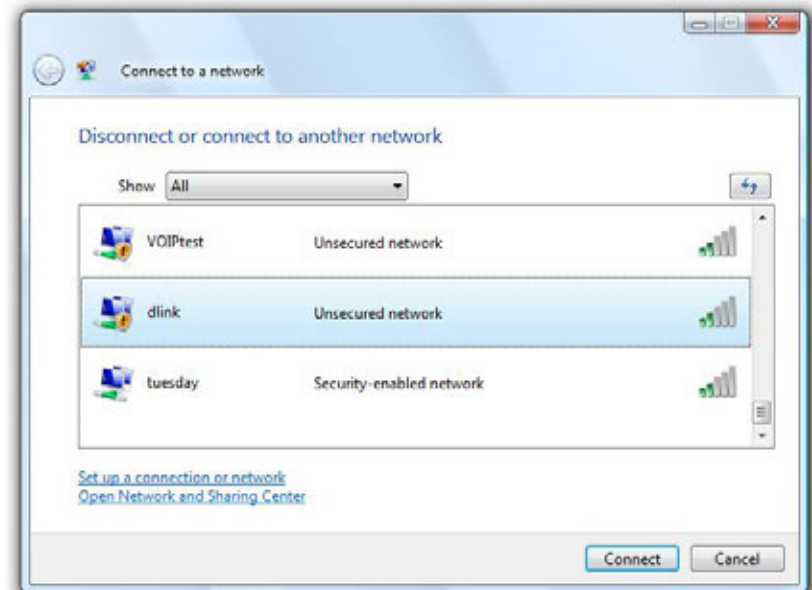 Connect to a network
Disconnect or connect to another network
Show All
VOIPtest Unsecured network
dlink Unsecured network
tuesday Security-enabled network
Set up a connection or network
Open Network and Sharing Center
Connect Cancel